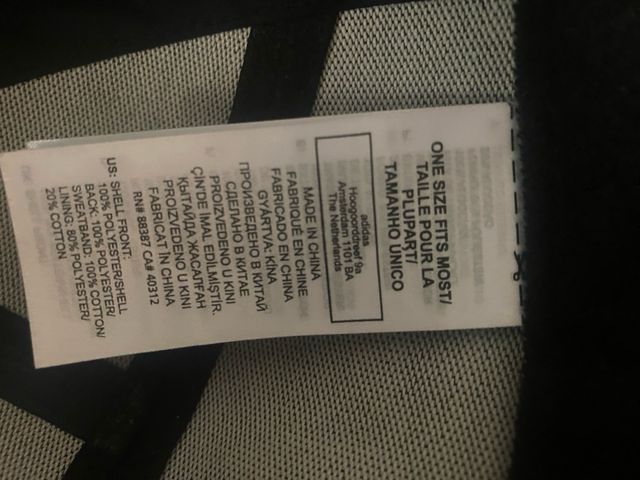 ONE SIZE FITS MOST/
TAILLE POUR LA
PLUPART/
TAMANHO ÚNICO
adidas
Hoogoorddreef 9a
Amsterdam 1101 BA
The Netherlands
MADE IN CHINA
FABRIQUÉ EN CHINE
FABRICADO EN CHINA
GYÁRTVA: KÍNA
ПРОИЗВЕДЕНО В КИТАЙ
СДЕЛАНО В КИТАЕ
PROIZVEDENO U KINI
ÇİNDE İMAL EDİLMİŞTİR.
ҚЫТАЙДА ЖАСАЛҒАН
PROIZVEDENO U KINI
FABRICAT ÎN CHINA
RN# 88387 CA# 40312
US: SHELL FRONT:
100% POLYESTER/SHELL
BACK: 100% POLYESTER/
SWEATBAND: 100% COTTON/
LINING: 80% POLYESTER/
20% COTTON